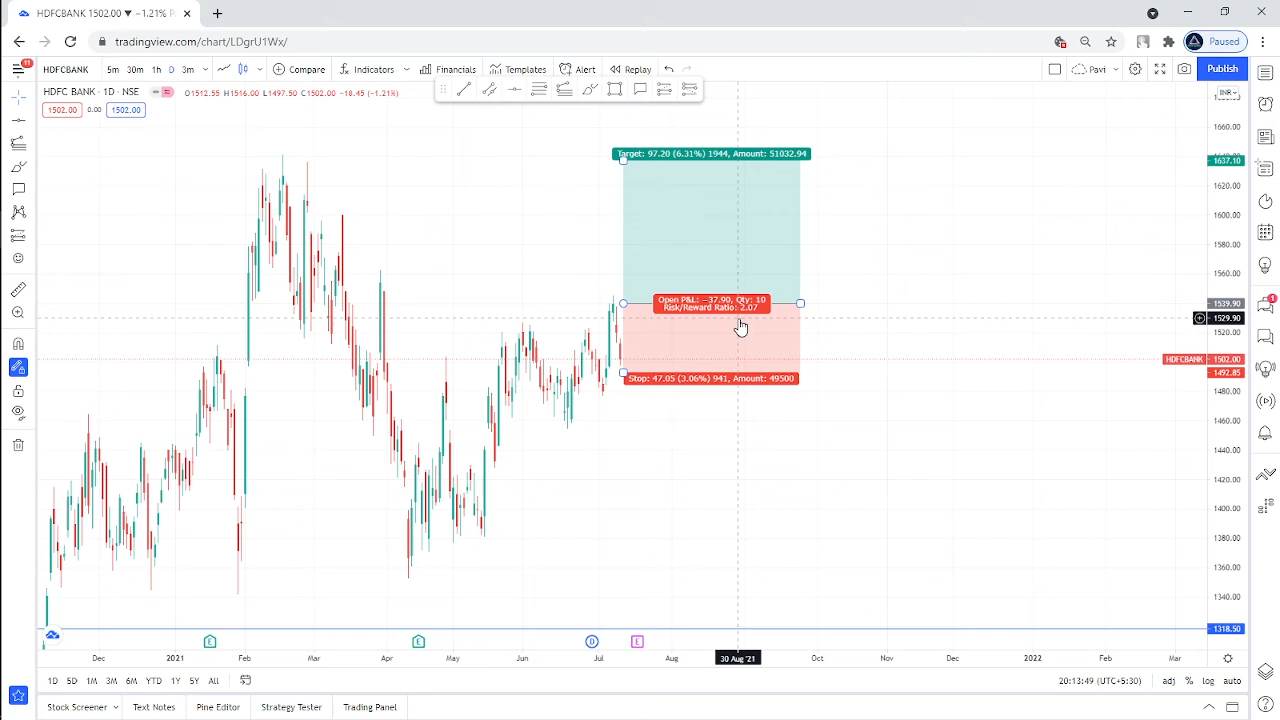 HDFCBANK 1502.00 ▼ −1.21%
tradingview.com/chart/LDgrU1Wx/
Paused
11
HDFCBANK 5m 30m 1h D 3m Compare Indicators Financials Templates Alert Replay Pavi Publish
HDFC BANK · 1D · NSE O1512.55 H1516.00 L1497.50 C1502.00 −18.45 (−1.21%)
INR
1502.00 0.00 1502.00
1660.00
Target: 97.20 (6.31%) 1944, Amount: 51032.94
1637.10
1620.00
1600.00
1580.00
1560.00
Open P&L: −37.90, Qty: 10
Risk/Reward Ratio: 2.07
1539.90
1
1529.90
1520.00
HDFCBANK 1502.00
1492.85
Stop: 47.05 (3.06%) 941, Amount: 49500
1480.00
1460.00
1440.00
1420.00
1400.00
1380.00
1360.00
1340.00
1318.50
E E D E
Dec 2021 Feb Mar Apr May Jun Jul Aug 30 Aug '21 Oct Nov Dec 2022 Feb Mar
1D 5D 1M 3M 6M YTD 1Y 5Y All 20:13:49 (UTC+5:30) adj % log auto
Stock Screener Text Notes Pine Editor Strategy Tester Trading Panel